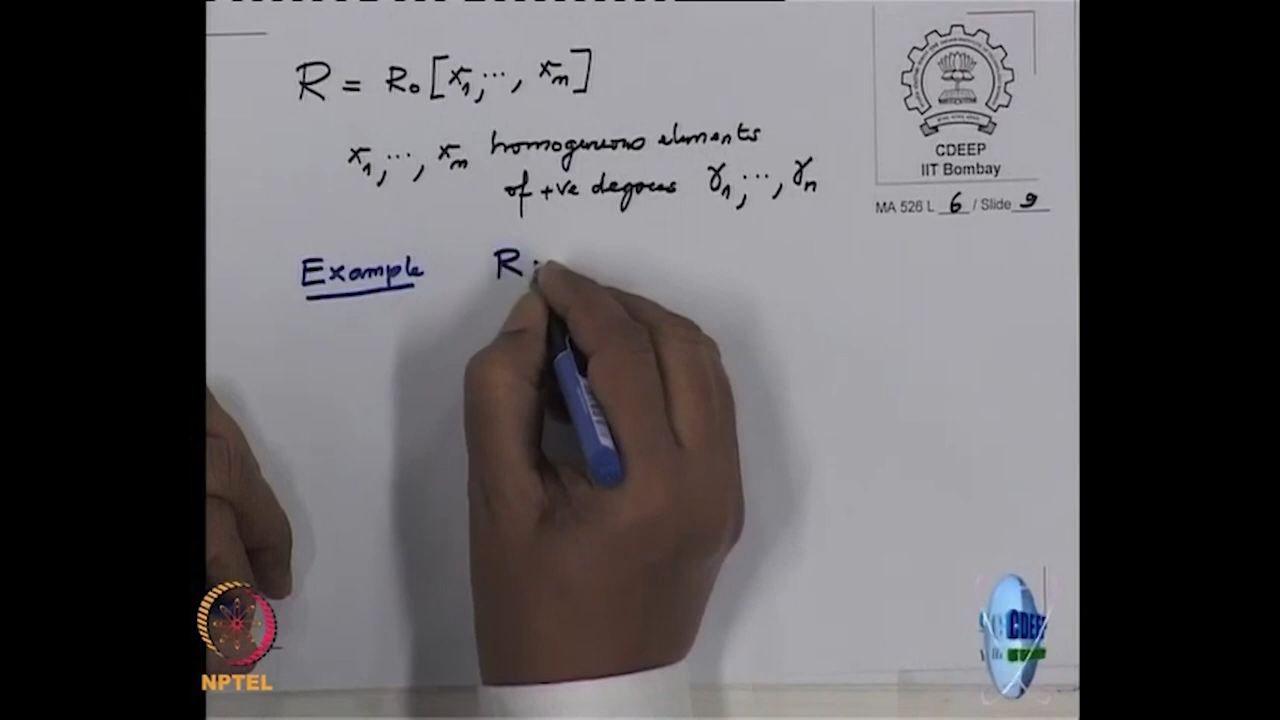 R = R₀ [x₁, ..., xₙ]
x₁, ..., xₙ homogeneous elements
of +ve degrees γ₁, ..., γₙ
Example R
CDEEP
IIT Bombay
MA 526 L 6 / Slide 9
NPTEL
CDEEP